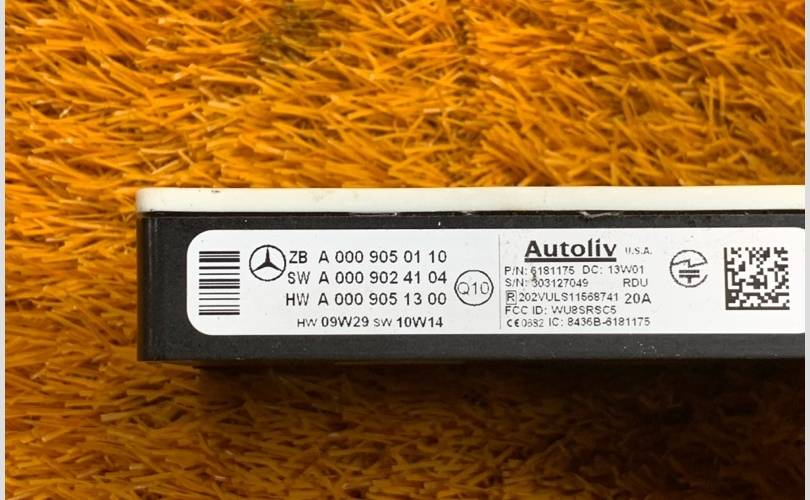 ZB A 000 905 01 10
SW A 000 902 41 04
HW A 000 905 13 00
HW 09W29 SW 10W14
Q10
Autoliv U.S.A.
P/N: 6181175 DC: 13W01
S/N: 303127049 RDU
R 202VULS11568741 20A
FCC ID: WU8SRSC5
CE0682 IC: 8436B-6181175